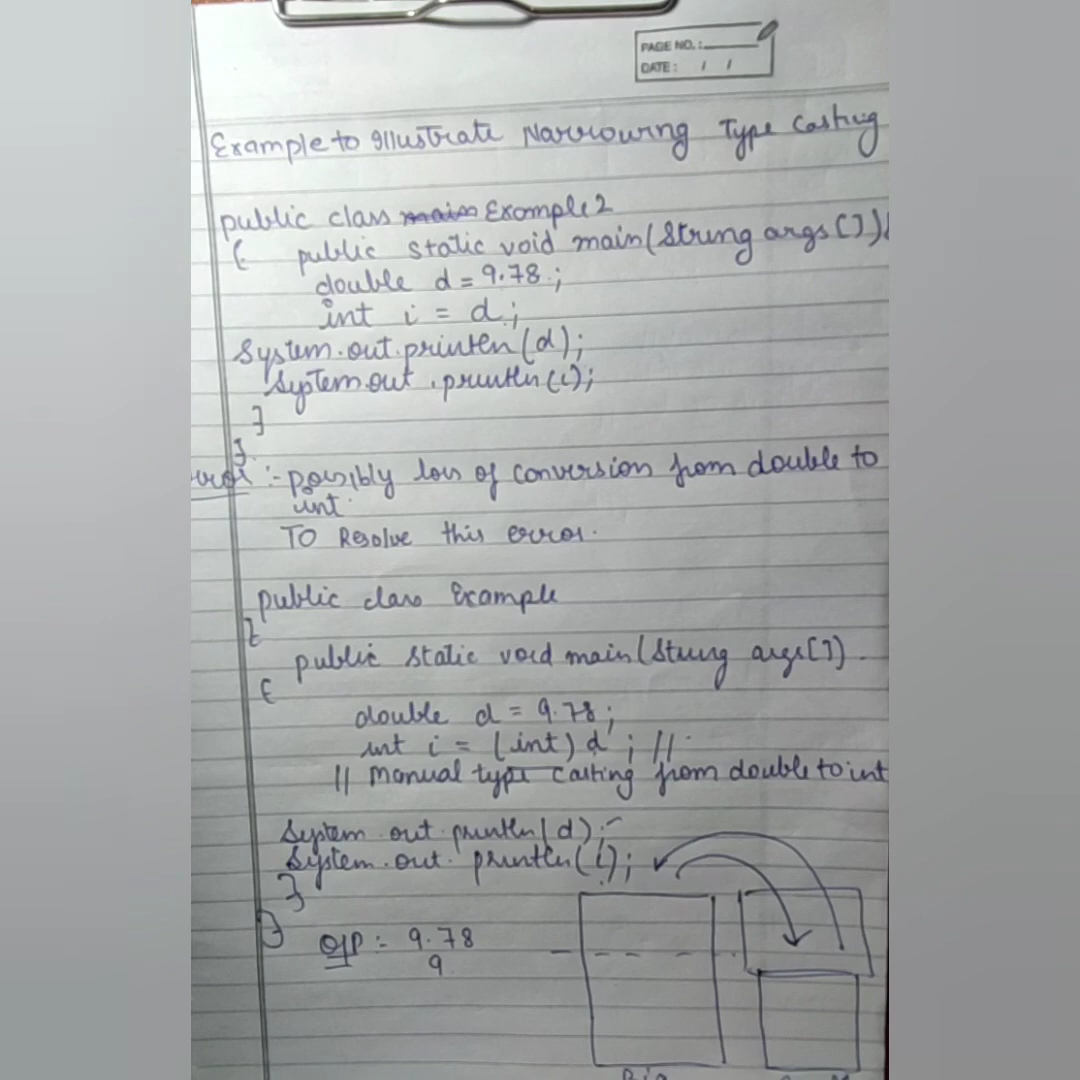 PAGE NO. :
DATE : / /
Example to Illustrate Narrowing Type Casting
public class Example 2
{ public static void main(String args[]){
double d = 9.78;
int i = d;
System.out.println(d);
System.out.println(i);
}
}
:- possibly loss of conversion from double to
int
TO Resolve this error.
public class Example
{
public static void main(String args[])
{
double d = 9.78;
int i = (int) d ; //
// Manual type casting from double to int
System.out.println(d);
System.out.println(i);
}
}
O/P = 9.78
9